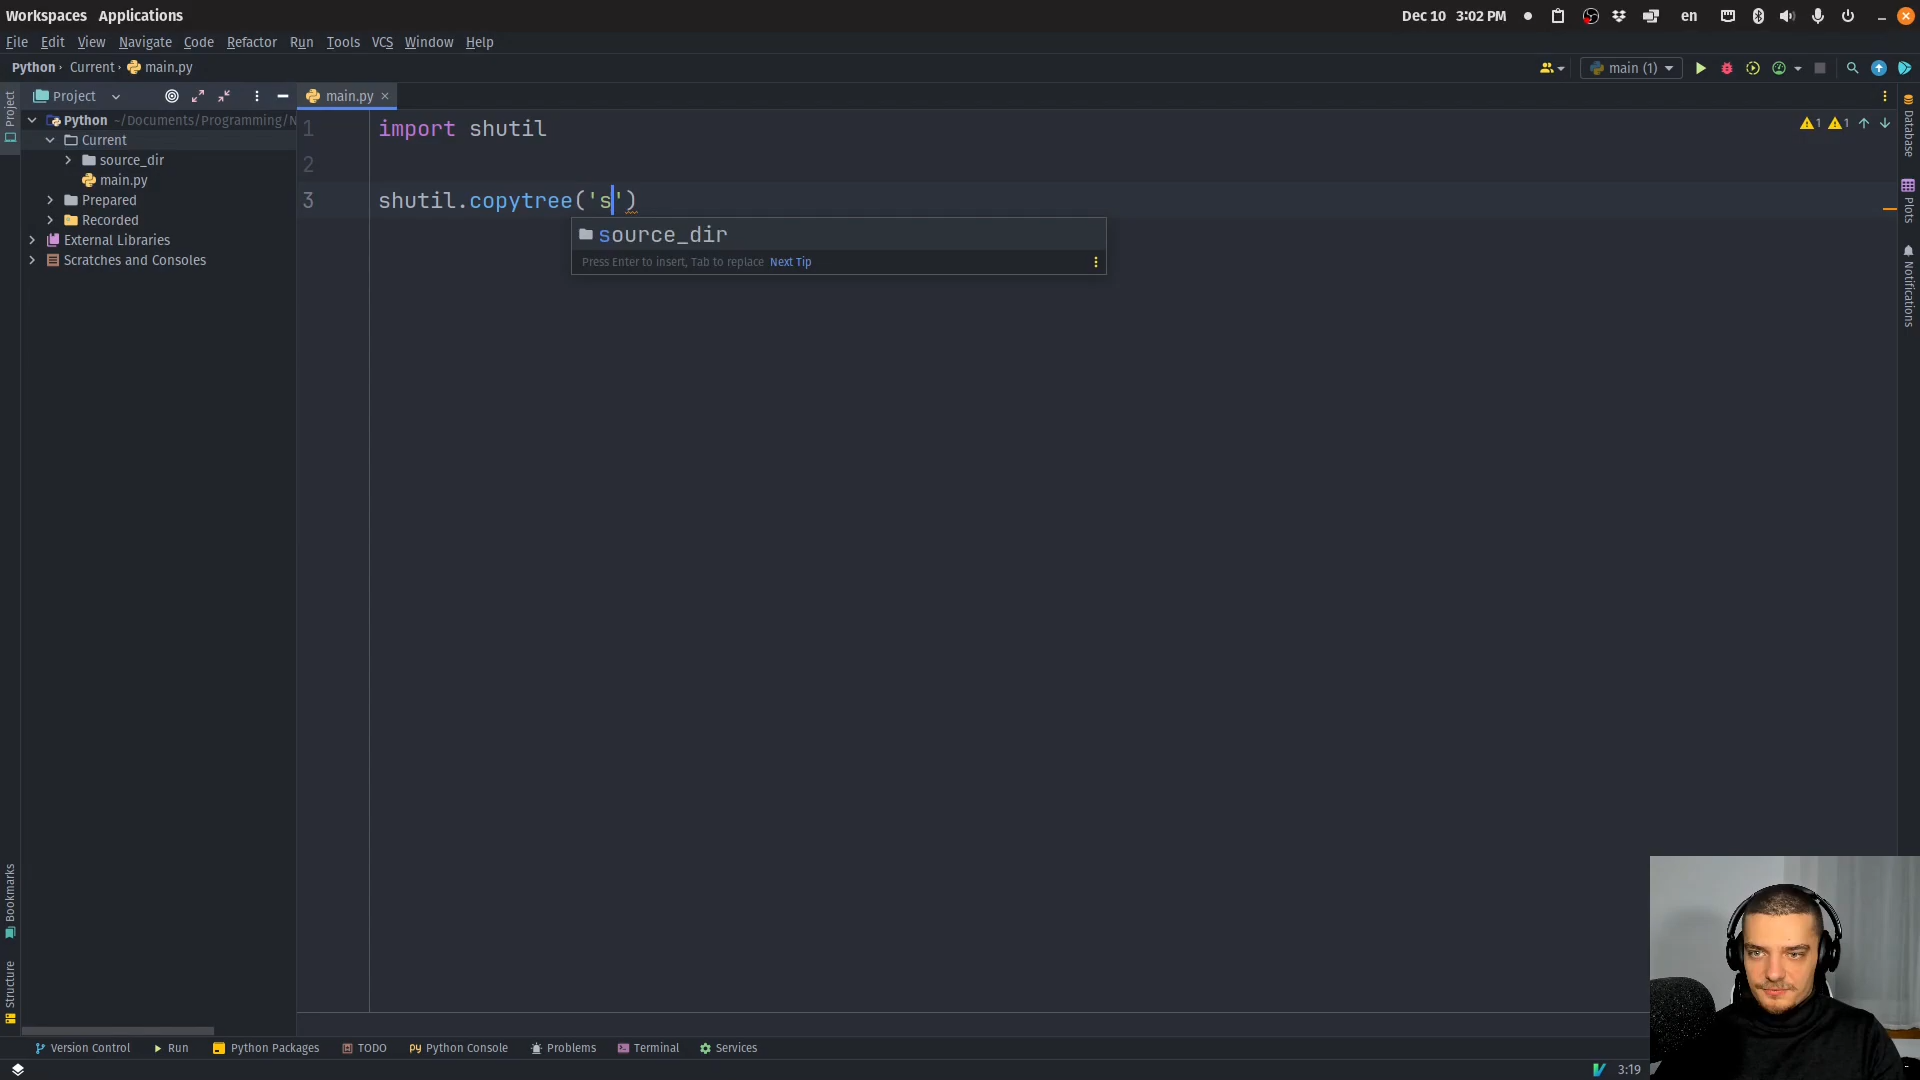 Workspaces Applications
Dec 10 3:02 PM
en
File Edit View Navigate Code Refactor Run Tools VCS Window Help
Python › Current › main.py
main (1)
Project
main.py
Python ~/Documents/Programming/N
Current
source_dir
main.py
Prepared
Recorded
External Libraries
Scratches and Consoles
1 import shutil
2
3 shutil.copytree('s')
source_dir
Press Enter to insert, Tab to replace Next Tip
1 1
Project
Bookmarks
Structure
Database
Plots
Notifications
Version Control Run Python Packages TODO Python Console Problems Terminal Services
3:19